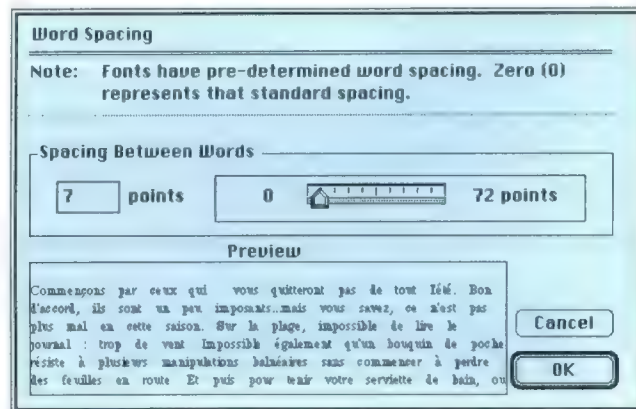 Word Spacing
Note: Fonts have pre-determined word spacing. Zero (0)
represents that standard spacing.
Spacing Between Words
7 points 0 72 points
Preview
Commençons par ceux qui vous quitteront pas de tout l'été. Bon
d'accord, ils sont un peu imposants...mais vous savez, ce n'est pas
plus mal en cette saison. Sur la plage, impossible de lire le
journal : trop de vent Impossible également qu'un bouquin de poche
résiste à plusieurs manipulations balnéaires sans commencer à perdre
des feuilles en route Et puis pour tenir votre serviette de bain, ou
Cancel
OK